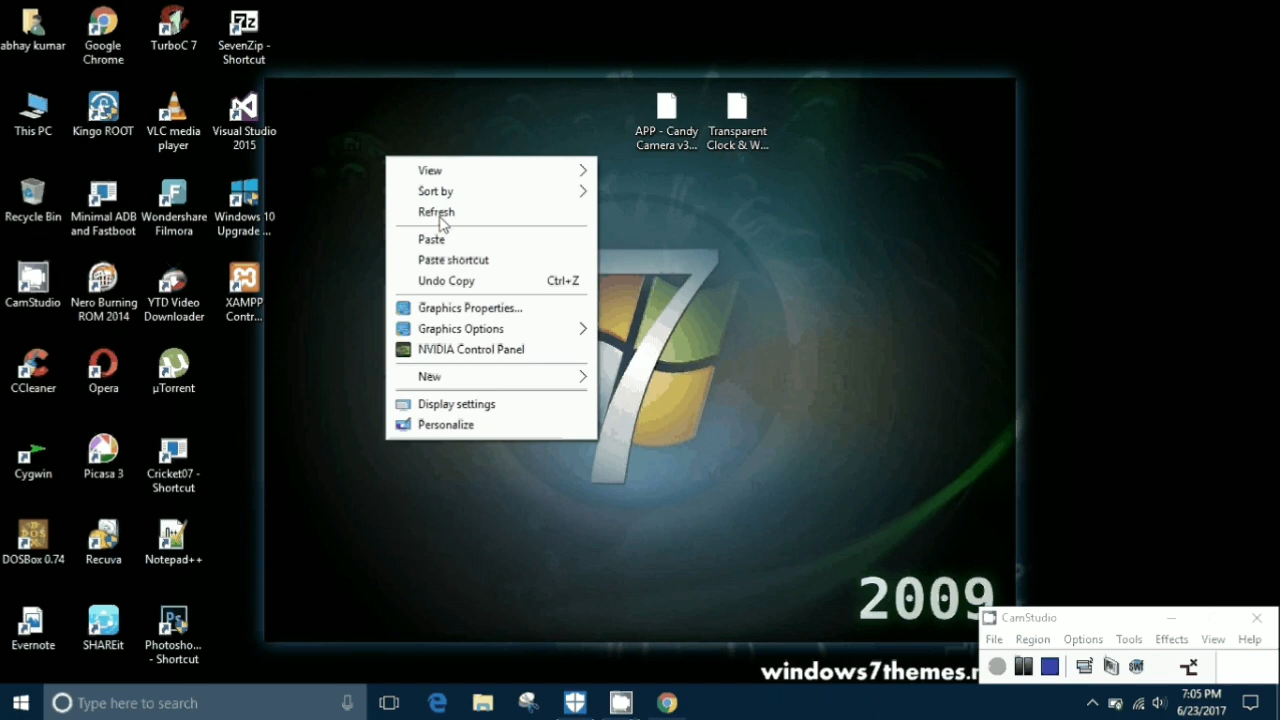 abhay kumar
Google
Chrome
TurboC 7
SevenZip -
Shortcut
This PC
Kingo ROOT
VLC media
player
Visual Studio
2015
Recycle Bin
Minimal ADB
and Fastboot
Wondershare
Filmora
Windows 10
Upgrade ...
CamStudio
Nero Burning
ROM 2014
YTD Video
Downloader
XAMPP
Contr...
CCleaner
Opera
µTorrent
Cygwin
Picasa 3
Cricket07 -
Shortcut
DOSBox 0.74
Recuva
Notepad++
Evernote
SHAREit
Photosho...
- Shortcut
APP - Candy
Camera v3...
Transparent
Clock & W...
View
Sort by
Refresh
Paste
Paste shortcut
Undo Copy Ctrl+Z
Graphics Properties...
Graphics Options
NVIDIA Control Panel
New
Display settings
Personalize
7
2009
windows7themes.n
CamStudio
File Region Options Tools Effects View Help
Type here to search
7:05 PM
6/23/2017